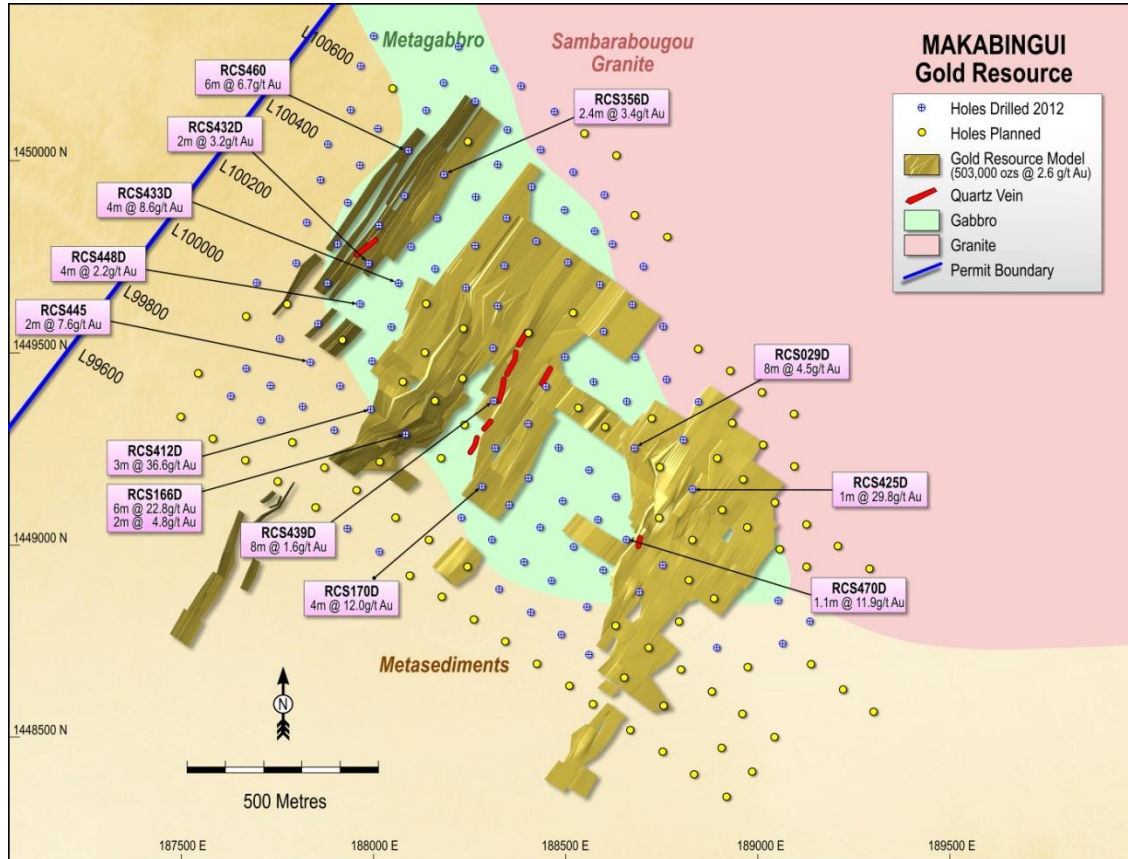 MAKABINGUI
Gold Resource
Holes Drilled 2012
Holes Planned
Gold Resource Model
(503,000 ozs @ 2.6 g/t Au)
Quartz Vein
Gabbro
Granite
Permit Boundary
Metagabbro
Sambarabougou
Granite
Metasediments
L100600
L100400
L100200
L100000
L99800
L99600
RCS460
6m @ 6.7g/t Au
RCS432D
2m @ 3.2g/t Au
RCS433D
4m @ 8.6g/t Au
RCS448D
4m @ 2.2g/t Au
RCS445
2m @ 7.6g/t Au
RCS356D
2.4m @ 3.4g/t Au
RCS412D
3m @ 36.6g/t Au
RCS166D
6m @ 22.8g/t Au
2m @ 4.8g/t Au
RCS439D
8m @ 1.6g/t Au
RCS170D
4m @ 12.0g/t Au
RCS029D
8m @ 4.5g/t Au
RCS425D
1m @ 29.8g/t Au
RCS470D
1.1m @ 11.9g/t Au
1450000 N
1449500 N
1449000 N
1448500 N
N
500 Metres
187500 E
188000 E
188500 E
189000 E
189500 E